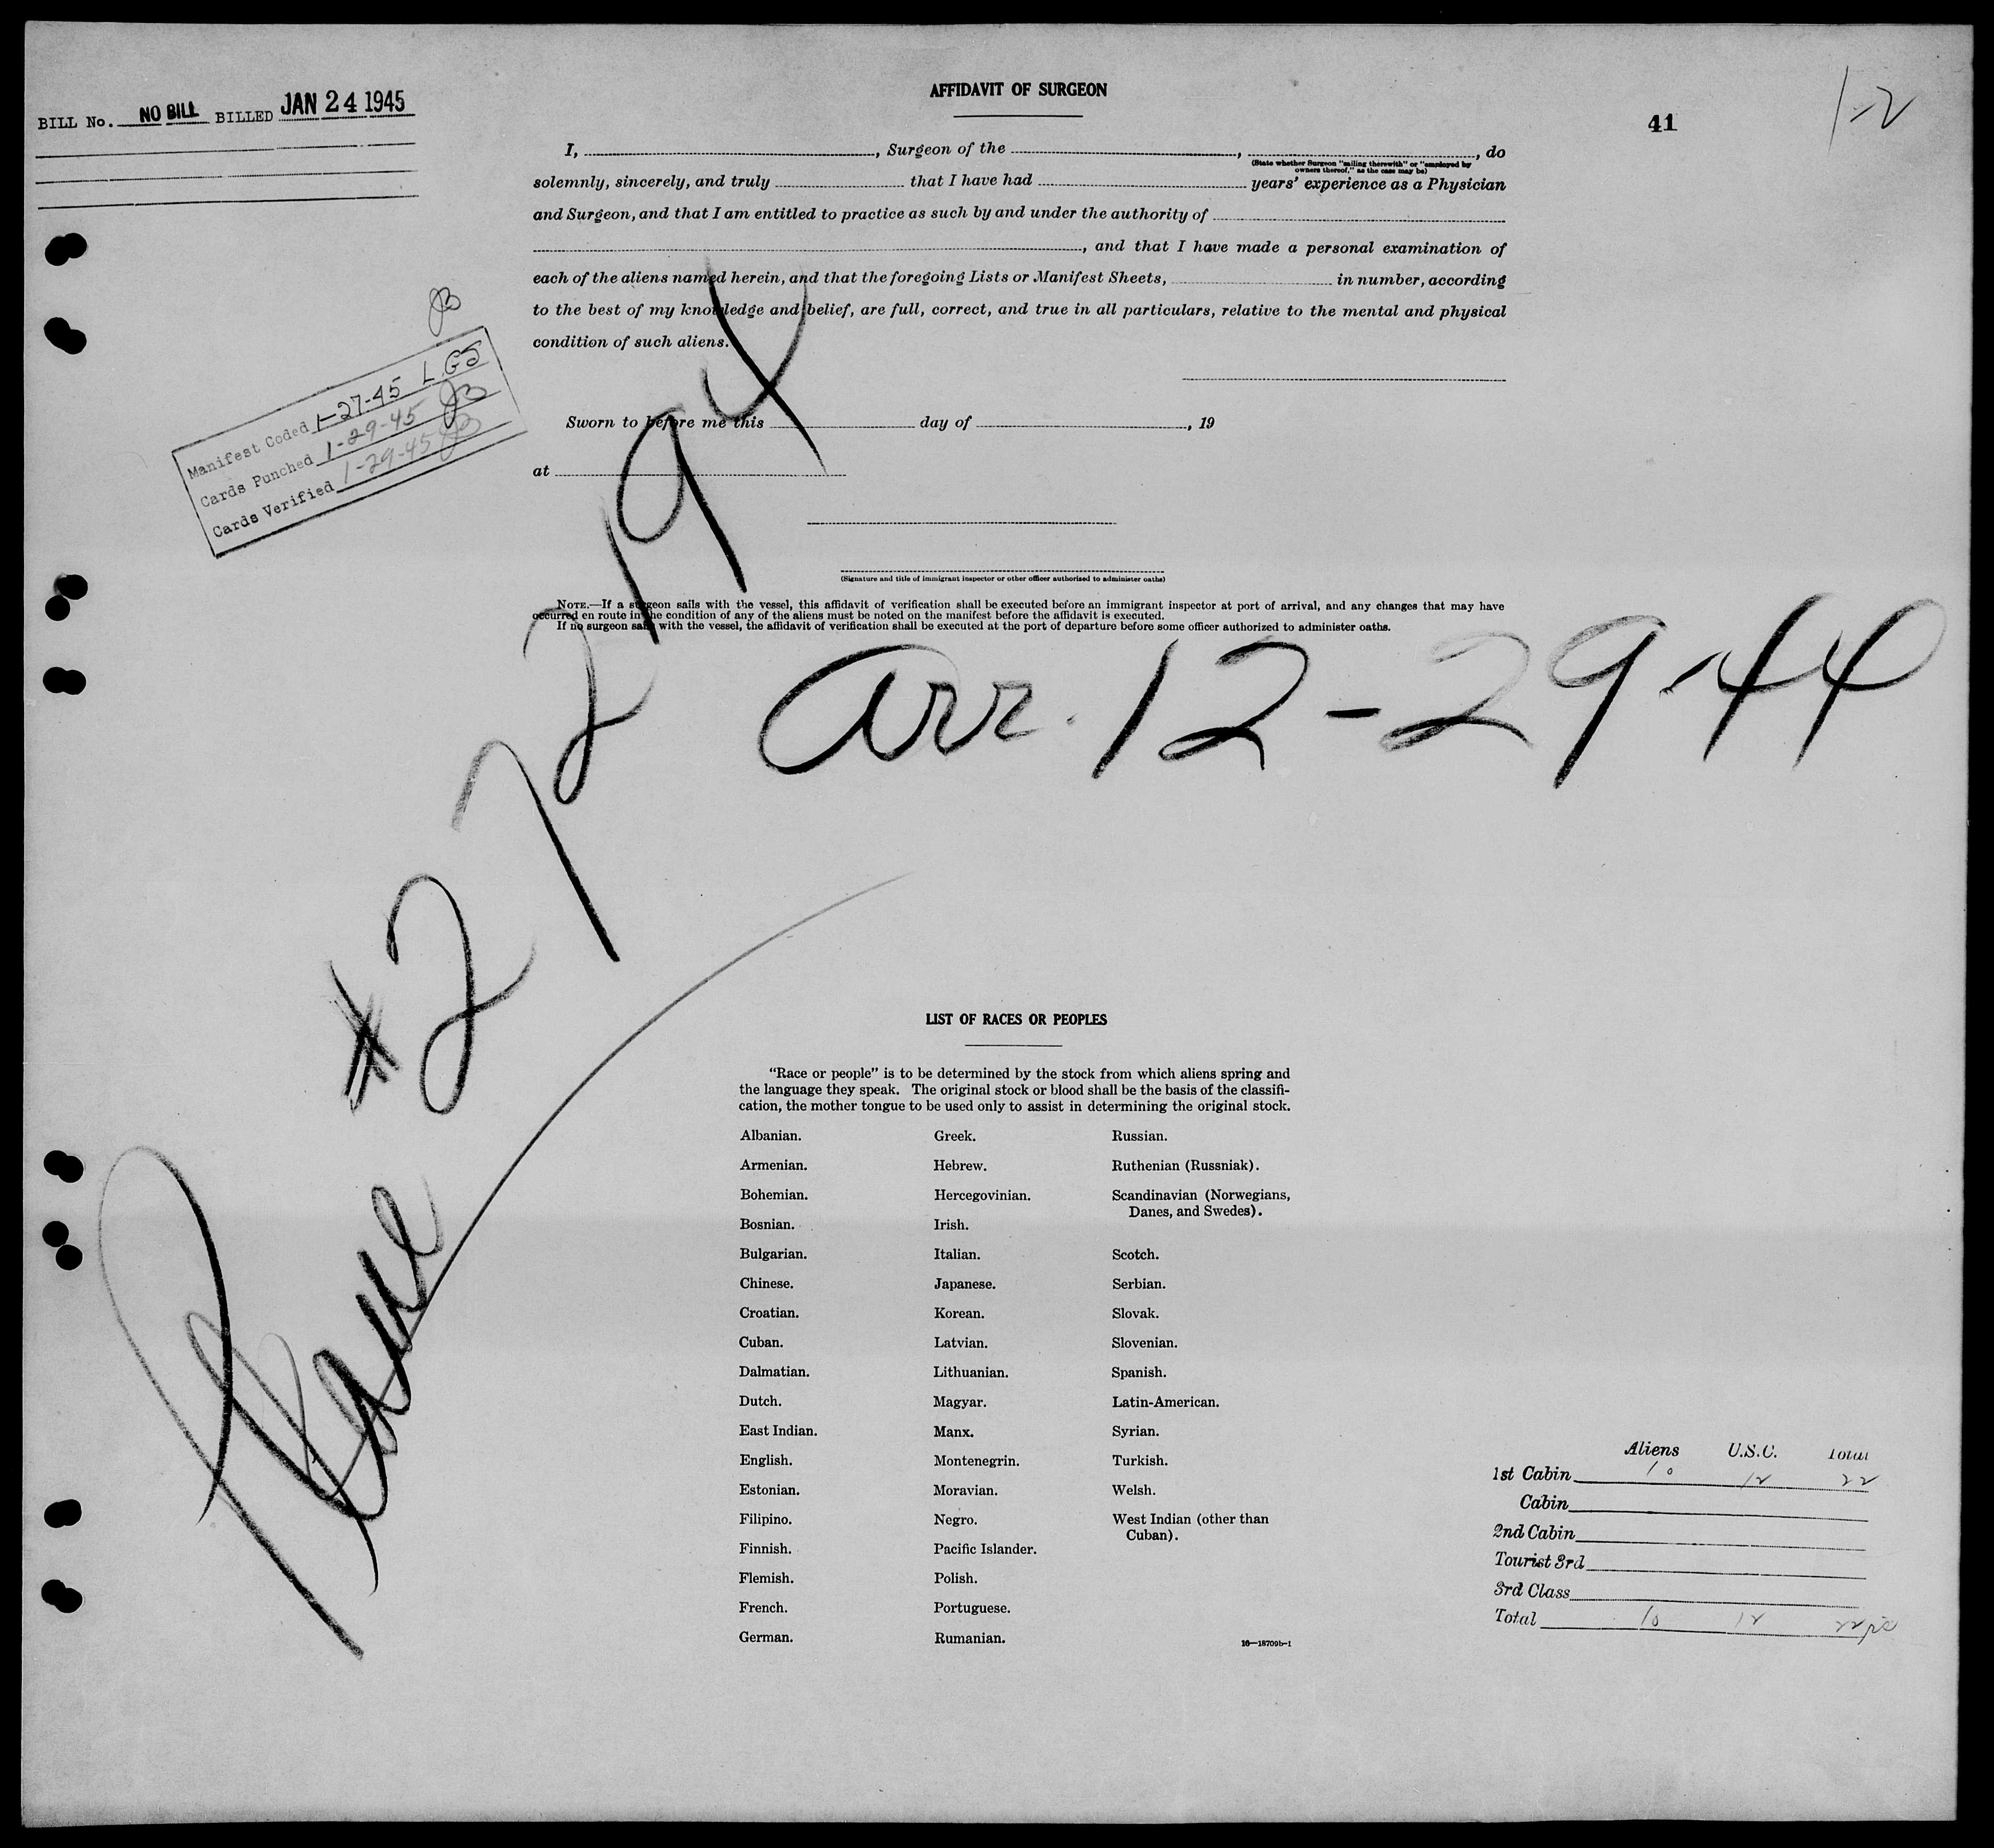 BILL No. NO BILL BILLED JAN 24 1945
AFFIDAVIT OF SURGEON
41
1-2
I, , Surgeon of the , , do
(State whether Surgeon "sailing therewith" or "employed by
owners thereof," as the case may be)
solemnly, sincerely, and truly that I have had years' experience as a Physician
and Surgeon, and that I am entitled to practice as such by and under the authority of
, and that I have made a personal examination of
each of the aliens named herein, and that the foregoing Lists or Manifest Sheets, in number, according
to the best of my knowledge and belief, are full, correct, and true in all particulars, relative to the mental and physical
condition of such aliens.
JB
Manifest Coded 1-27-45 L.GJ
Cards Punched 1-29-45 JB
Cards Verified 1-29-45 JB
Sworn to before me this day of , 19
at
(Signature and title of immigrant inspector or other officer authorized to administer oaths)
NOTE.—If a surgeon sails with the vessel, this affidavit of verification shall be executed before an immigrant inspector at port of arrival, and any changes that may have
occurred en route in the condition of any of the aliens must be noted on the manifest before the affidavit is executed.
If no surgeon sails with the vessel, the affidavit of verification shall be executed at the port of departure before some officer authorized to administer oaths.
arr. 12-29-44
Plane #272194
LIST OF RACES OR PEOPLES
"Race or people" is to be determined by the stock from which aliens spring and
the language they speak. The original stock or blood shall be the basis of the classifi-
cation, the mother tongue to be used only to assist in determining the original stock.
Albanian.
Armenian.
Bohemian.
Bosnian.
Bulgarian.
Chinese.
Croatian.
Cuban.
Dalmatian.
Dutch.
East Indian.
English.
Estonian.
Filipino.
Finnish.
Flemish.
French.
German.
Greek.
Hebrew.
Hercegovinian.
Irish.
Italian.
Japanese.
Korean.
Latvian.
Lithuanian.
Magyar.
Manx.
Montenegrin.
Moravian.
Negro.
Pacific Islander.
Polish.
Portuguese.
Rumanian.
Russian.
Ruthenian (Russniak).
Scandinavian (Norwegians,
Danes, and Swedes).
Scotch.
Serbian.
Slovak.
Slovenian.
Spanish.
Latin-American.
Syrian.
Turkish.
Welsh.
West Indian (other than
Cuban).
16—18709b-1
Aliens U.S.C. Total
1st Cabin 10 12 22
Cabin
2nd Cabin
Tourist 3rd
3rd Class
Total 10 12 22